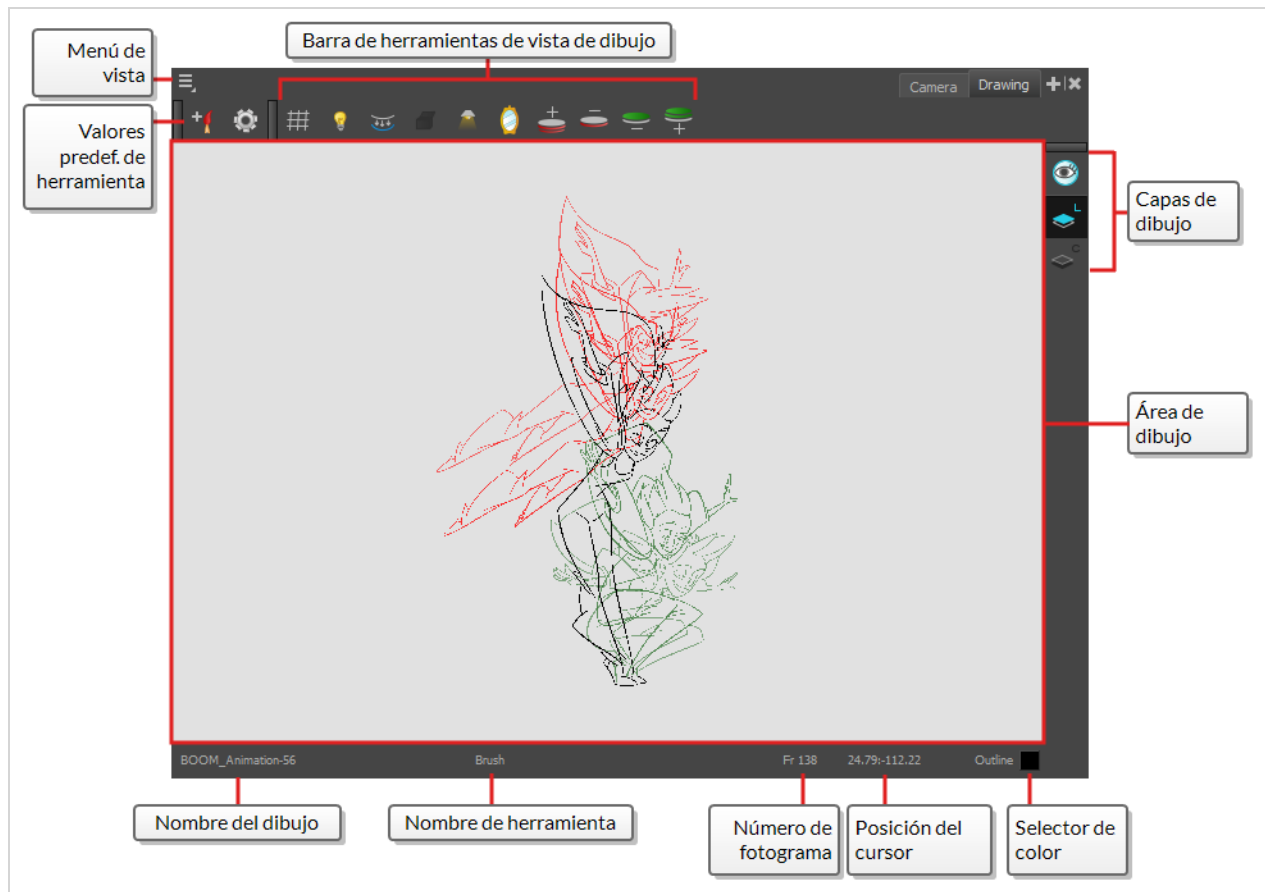 Menú de
vista
Barra de herramientas de vista de dibujo
Camera
Drawing
Valores
predef. de
herramienta
L
C
Capas de
dibujo
Área de
dibujo
BOOM_Animation-56
Brush
Fr 138
24.79:-112.22
Outline
Nombre del dibujo
Nombre de herramienta
Número de
fotograma
Posición del
cursor
Selector de
color